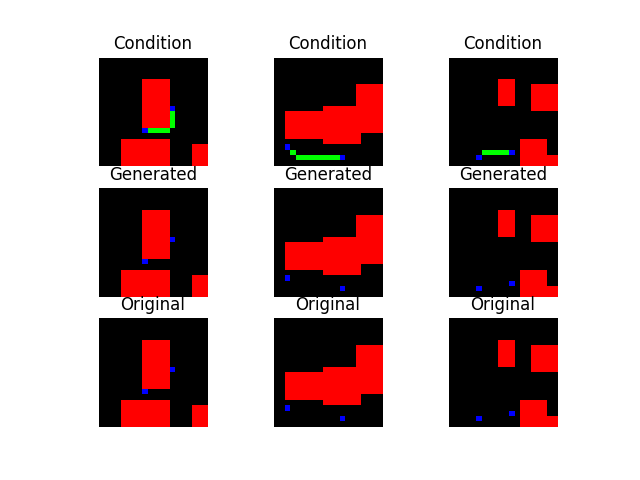 Condition Condition Condition
Generated Generated Generated
Original Original Original